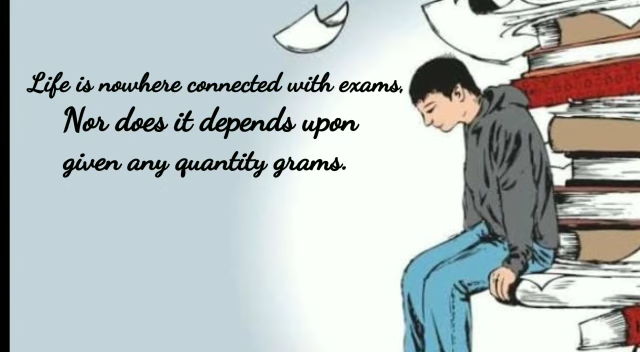 Life is nowhere connected with exams,
Nor does it depends upon
given any quantity grams.